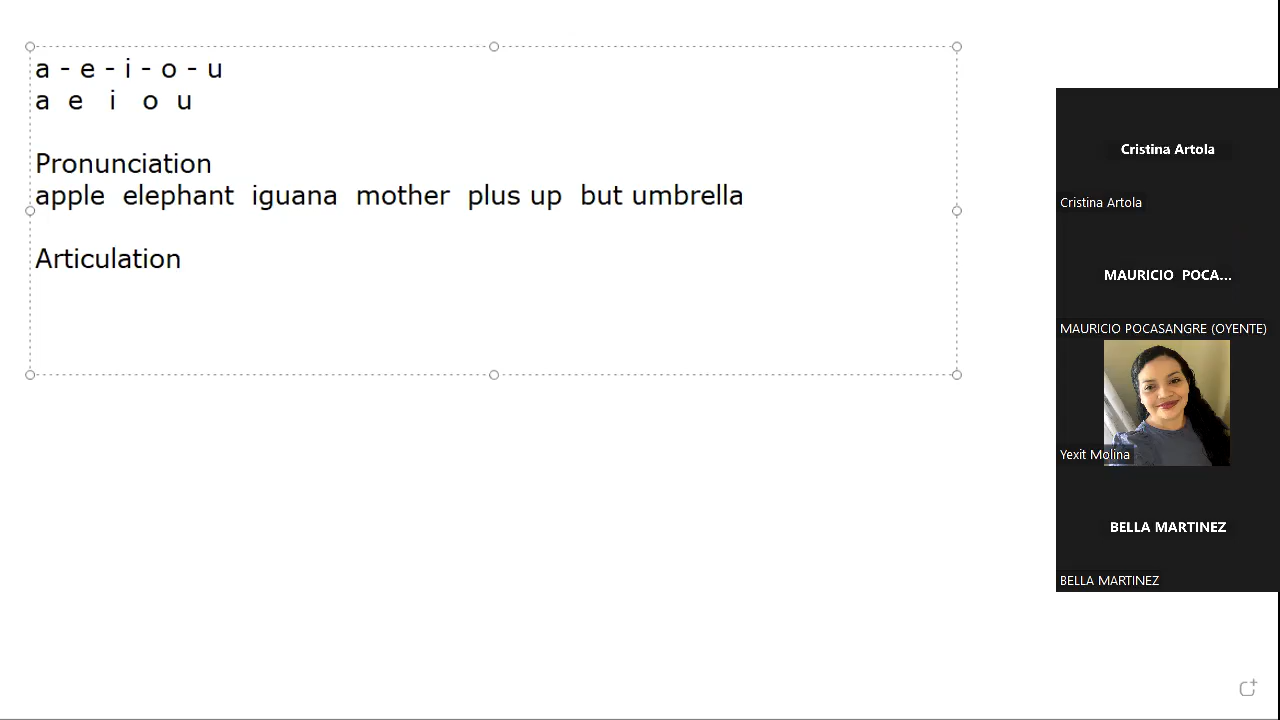 a - e - i - o - u
a e i o u
Pronunciation
apple elephant iguana mother plus up but umbrella
Articulation
Cristina Artola
Cristina Artola
MAURICIO POCA...
MAURICIO POCASANGRE (OYENTE)
Yexit Molina
BELLA MARTINEZ
BELLA MARTINEZ